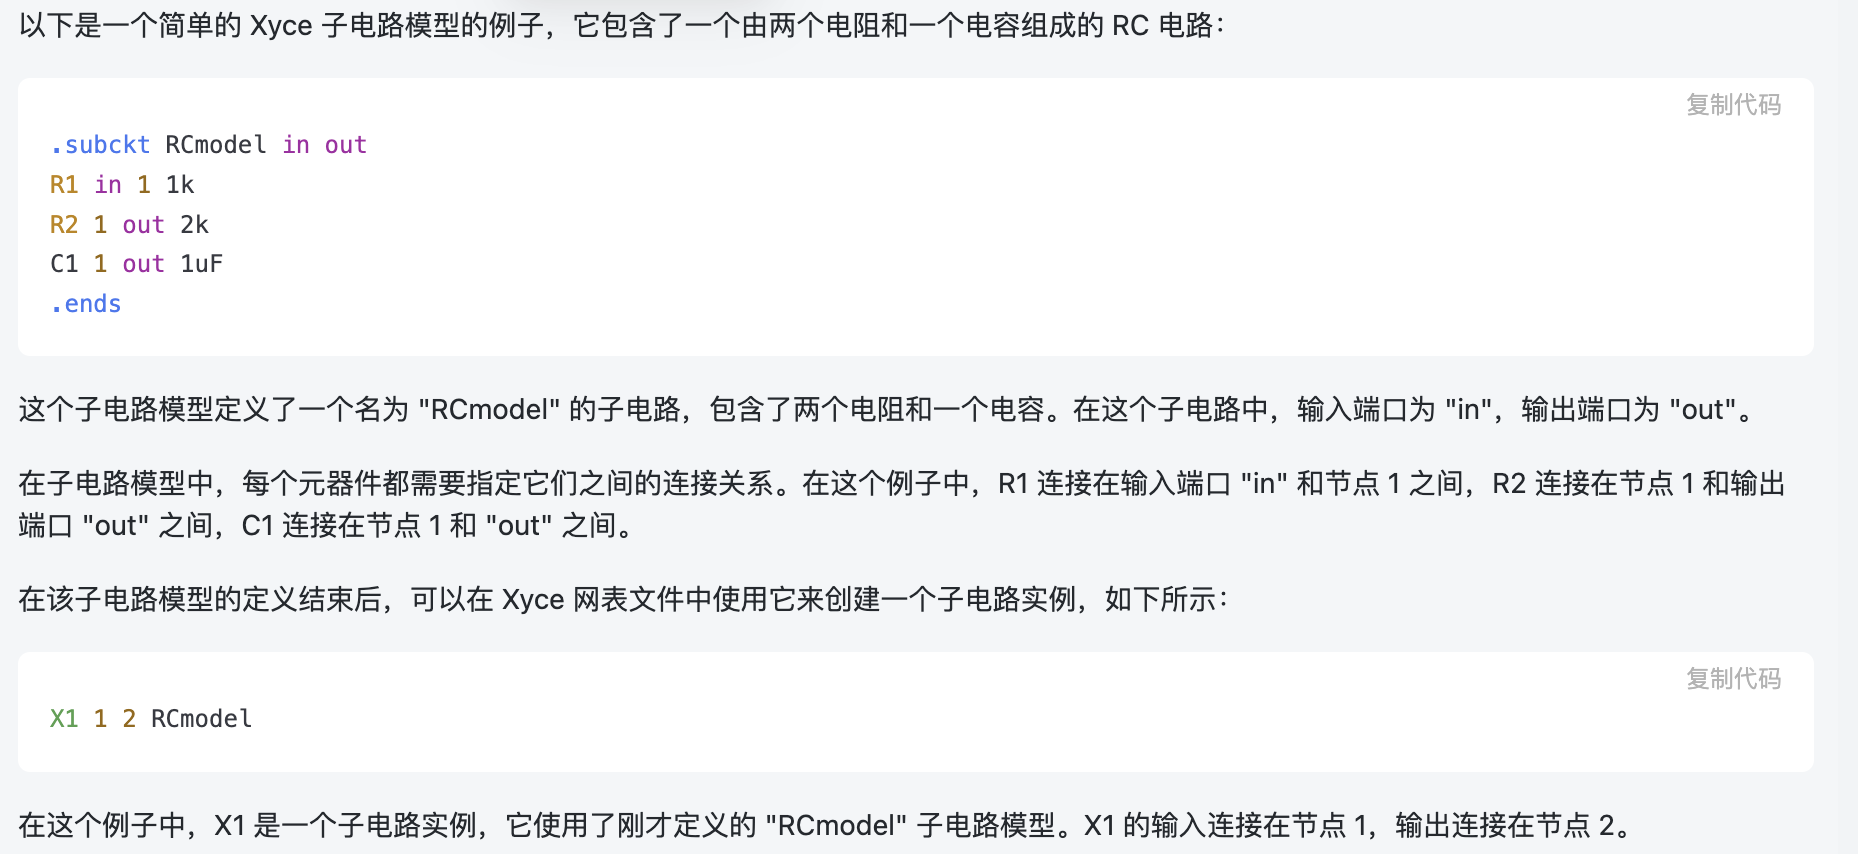 以下是一个简单的 Xyce 子电路模型的例子，它包含了一个由两个电阻和一个电容组成的 RC 电路：
复制代码
.subckt RCmodel in out
R1 in 1 1k
R2 1 out 2k
C1 1 out 1uF
.ends
这个子电路模型定义了一个名为 "RCmodel" 的子电路，包含了两个电阻和一个电容。在这个子电路中，输入端口为 "in"，输出端口为 "out"。
在子电路模型中，每个元器件都需要指定它们之间的连接关系。在这个例子中，R1 连接在输入端口 "in" 和节点 1 之间，R2 连接在节点 1 和输出
端口 "out" 之间，C1 连接在节点 1 和 "out" 之间。
在该子电路模型的定义结束后，可以在 Xyce 网表文件中使用它来创建一个子电路实例，如下所示：
复制代码
X1 1 2 RCmodel
在这个例子中，X1 是一个子电路实例，它使用了刚才定义的 "RCmodel" 子电路模型。X1 的输入连接在节点 1，输出连接在节点 2。